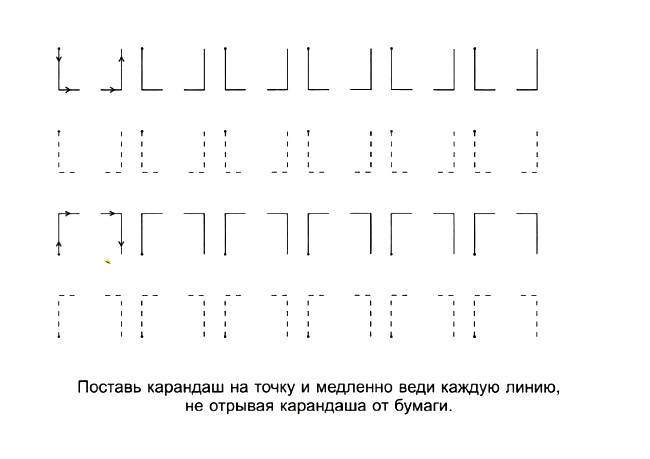 Поставь карандаш на точку и медленно веди каждую линию,
не отрывая карандаша от бумаги.